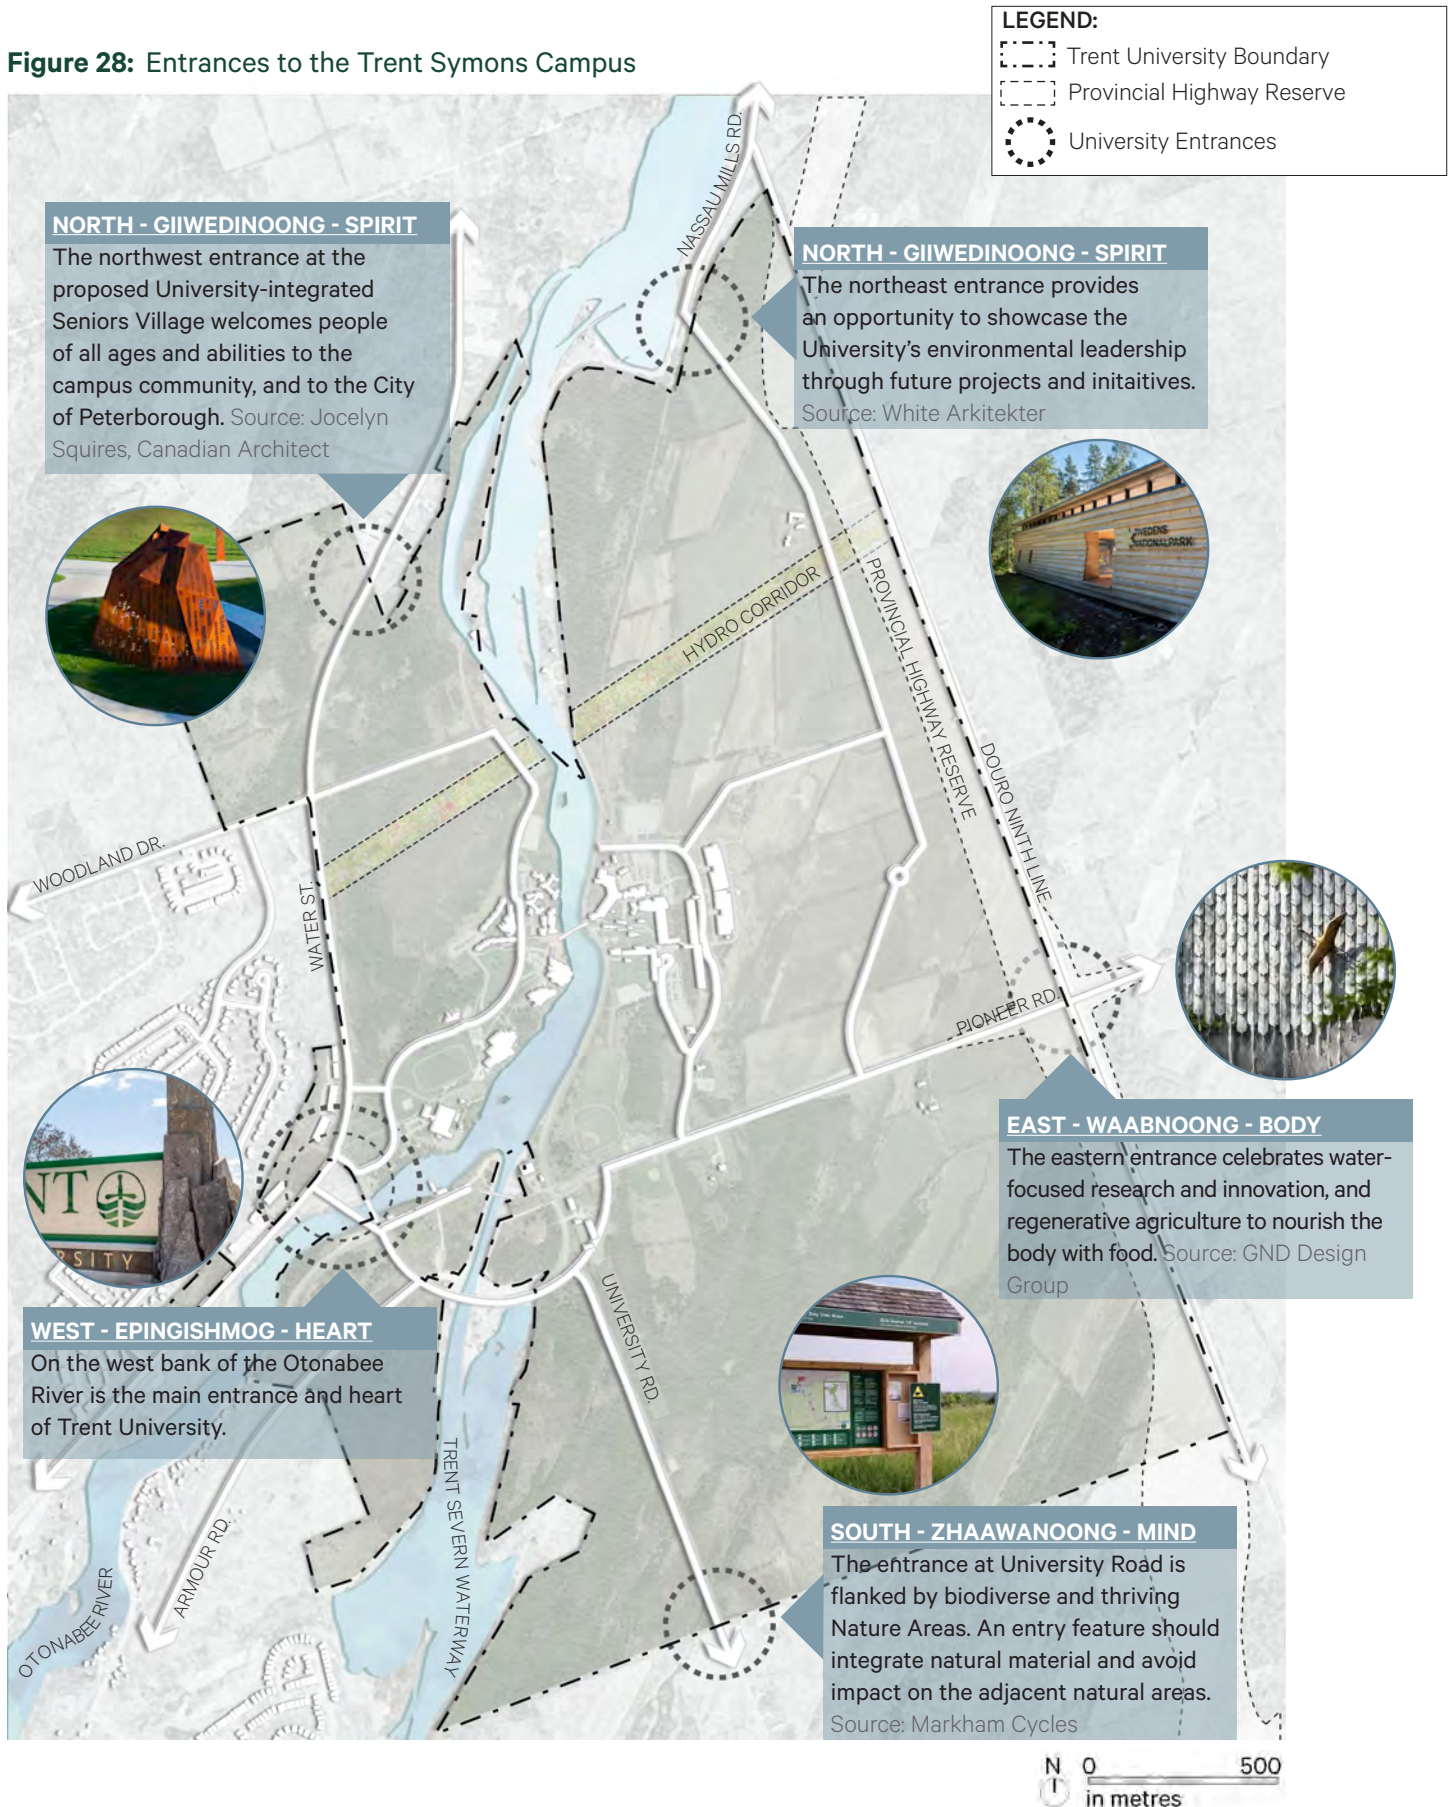 Figure 28: Entrances to the Trent Symons Campus
LEGEND:
Trent University Boundary
Provincial Highway Reserve
University Entrances
NORTH - GIIWEDINOONG - SPIRIT
The northwest entrance at the
proposed University-integrated
Seniors Village welcomes people
of all ages and abilities to the
campus community, and to the City
of Peterborough. Source: Jocelyn
Squires, Canadian Architect
NASSAU MILLS RD.
NORTH - GIIWEDINOONG - SPIRIT
The northeast entrance provides
an opportunity to showcase the
University's environmental leadership
through future projects and initaitives.
Source: White Arkitekter
SWEDENS
NATIONALPARK
HYDRO CORRIDOR
PROVINCIAL HIGHWAY RESERVE
DOURO NINTH LINE
WOODLAND DR.
WATER ST.
PIONEER RD.
EAST - WAABNOONG - BODY
The eastern entrance celebrates water-
focused research and innovation, and
regenerative agriculture to nourish the
body with food. Source: GND Design
Group
NT
RSITY
WEST - EPINGISHMOG - HEART
On the west bank of the Otonabee
River is the main entrance and heart
of Trent University.
UNIVERSITY RD.
TRENT SEVERN WATERWAY
ARMOUR RD.
OTONABEE RIVER
SOUTH - ZHAAWANOONG - MIND
The entrance at University Road is
flanked by biodiverse and thriving
Nature Areas. An entry feature should
integrate natural material and avoid
impact on the adjacent natural areas.
Source: Markham Cycles
N 0 500
in metres